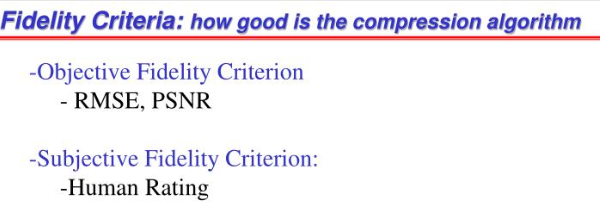 Fidelity Criteria: how good is the compression algorithm
-Objective Fidelity Criterion
- RMSE, PSNR
-Subjective Fidelity Criterion:
-Human Rating